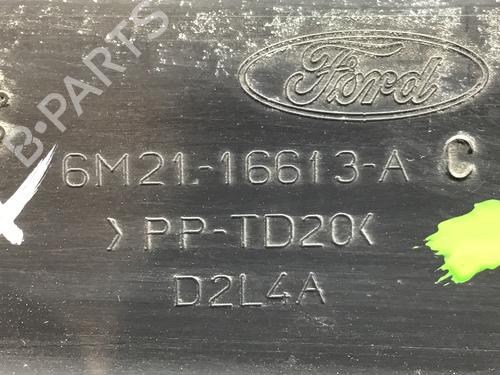 Ford
B-PARTS
6M21-16613-A C
>PP-TD20<
D2L4A